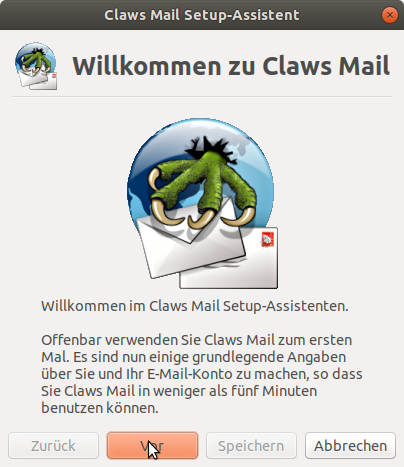 Claws Mail Setup-Assistent
Willkommen zu Claws Mail
Willkommen im Claws Mail Setup-Assistenten.
Offenbar verwenden Sie Claws Mail zum ersten
Mal. Es sind nun einige grundlegende Angaben
über Sie und Ihr E-Mail-Konto zu machen, so dass
Sie Claws Mail in weniger als fünf Minuten
benutzen können.
Zurück
Vor
Speichern
Abbrechen